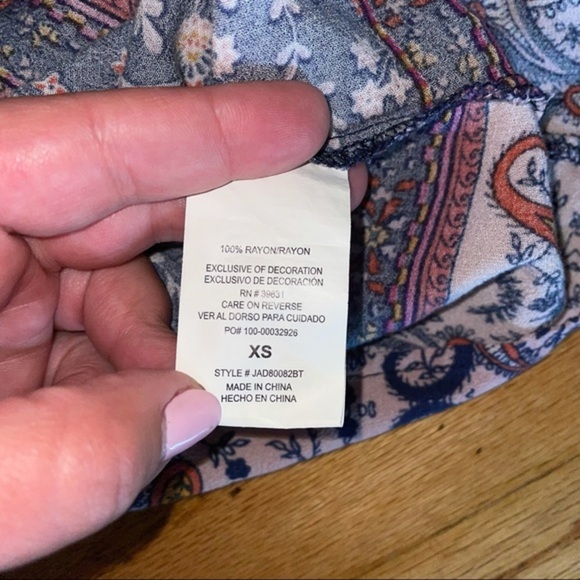 100% RAYON/RAYON
EXCLUSIVE OF DECORATION
EXCLUSIVO DE DECORACIÓN
RN # 39631
CARE ON REVERSE
VER AL DORSO PARA CUIDADO
PO# 100-00032926
XS
STYLE # JAD80082BT
MADE IN CHINA
HECHO EN CHINA